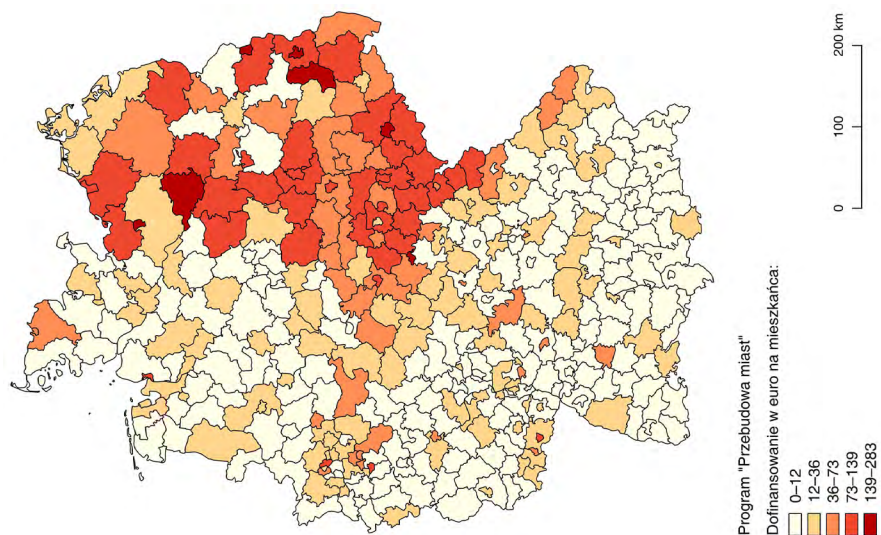 Program "Przebudowa miast"
Dofinansowanie w euro na mieszkańca:
0–12
12–36
36–73
73–139
139–283
0
100
200 km